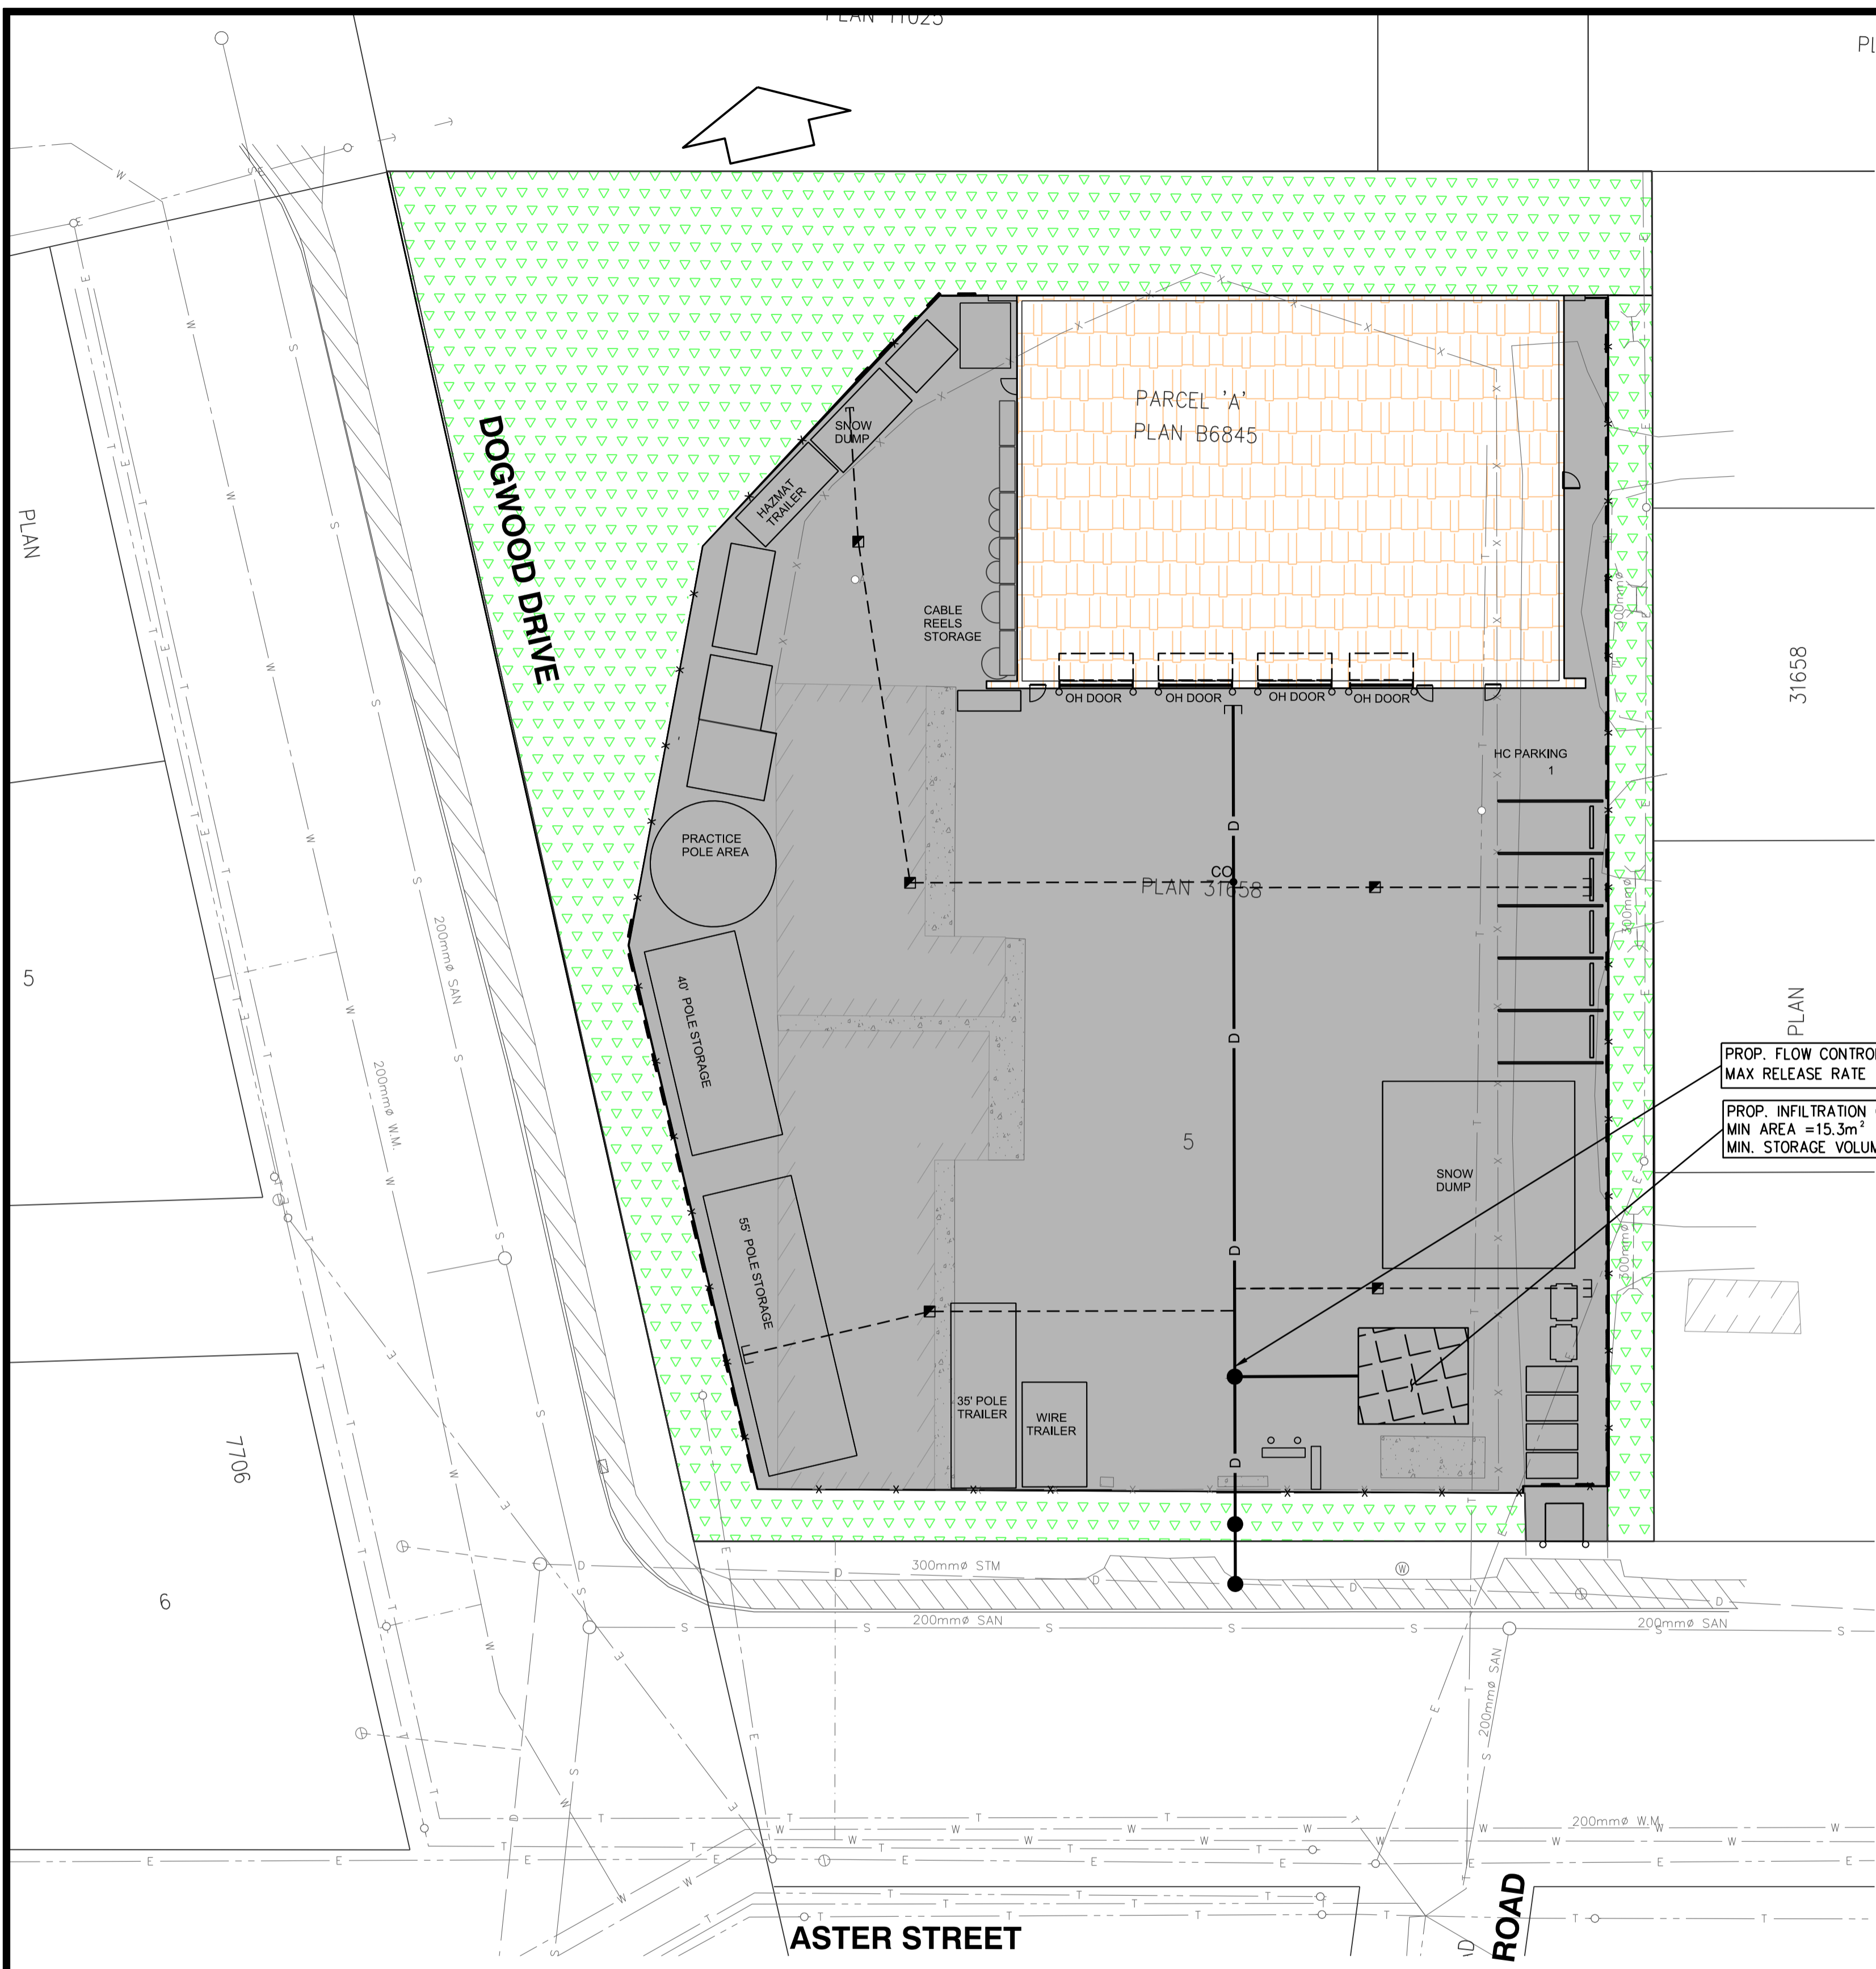 PLAN 11025
PL
DOGWOOD DRIVE
PLAN
PARCEL 'A'
PLAN B6845
SNOW
DUMP
HAZMAT
TRAILER
CABLE
REELS
STORAGE
OH DOOR
OH DOOR
OH DOOR
OH DOOR
300mmø
31658
HC PARKING
1
PRACTICE
POLE AREA
CO
PLAN 31658
300mmø
200mmø SAN
5
40' POLE STORAGE
PLAN
PROP. FLOW CONTRO
MAX RELEASE RATE
PROP. INFILTRATION
MIN AREA =15.3m²
MIN. STORAGE VOLUM
200mmø W.M.
5
SNOW
DUMP
55' POLE STORAGE
300mmø
35' POLE
TRAILER
WIRE
TRAILER
7706
6
300mmø STM
200mmø SAN
200mmø SAN
200mmø SAN
200mmø W.M.
ASTER STREET
ROAD